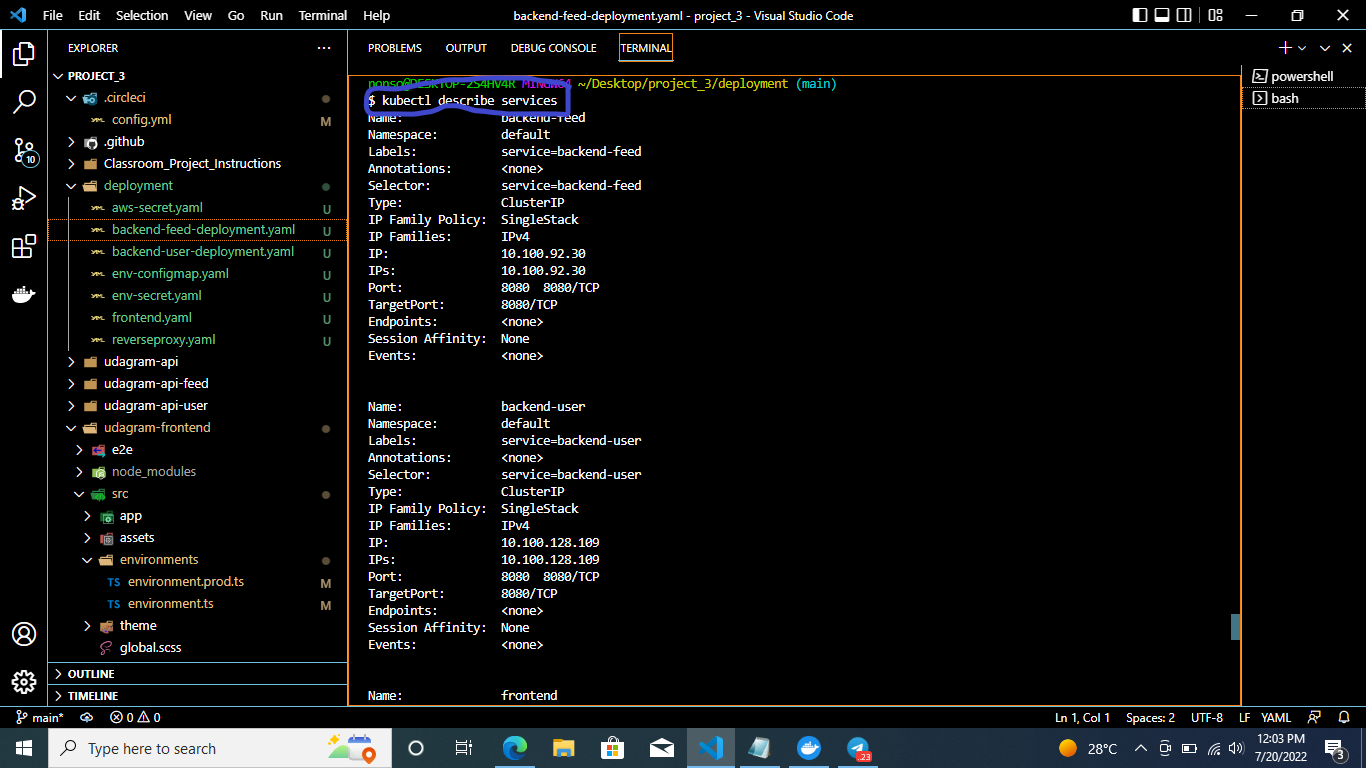 File Edit Selection View Go Run Terminal Help
backend-feed-deployment.yaml - project_3 - Visual Studio Code
EXPLORER
PROJECT_3
.circleci
config.yml M
.github
Classroom_Project_Instructions
deployment
aws-secret.yaml U
backend-feed-deployment.yaml U
backend-user-deployment.yaml U
env-configmap.yaml U
env-secret.yaml U
frontend.yaml U
reverseproxy.yaml U
udagram-api
udagram-api-feed
udagram-api-user
udagram-frontend
e2e
node_modules
src
app
assets
environments
TS environment.prod.ts M
TS environment.ts M
theme
global.scss
OUTLINE
TIMELINE
10
PROBLEMS OUTPUT DEBUG CONSOLE TERMINAL
powershell
bash
ponso@DESKTOP-2S4HV4R MINGW64 ~/Desktop/project_3/deployment (main)
$ kubectl describe services
Name: backend-feed
Namespace: default
Labels: service=backend-feed
Annotations: <none>
Selector: service=backend-feed
Type: ClusterIP
IP Family Policy: SingleStack
IP Families: IPv4
IP: 10.100.92.30
IPs: 10.100.92.30
Port: 8080 8080/TCP
TargetPort: 8080/TCP
Endpoints: <none>
Session Affinity: None
Events: <none>
Name: backend-user
Namespace: default
Labels: service=backend-user
Annotations: <none>
Selector: service=backend-user
Type: ClusterIP
IP Family Policy: SingleStack
IP Families: IPv4
IP: 10.100.128.109
IPs: 10.100.128.109
Port: 8080 8080/TCP
TargetPort: 8080/TCP
Endpoints: <none>
Session Affinity: None
Events: <none>
Name: frontend
main* 0 0
Ln 1, Col 1 Spaces: 2 UTF-8 LF YAML
Type here to search
23
28°C
12:03 PM
7/20/2022
3